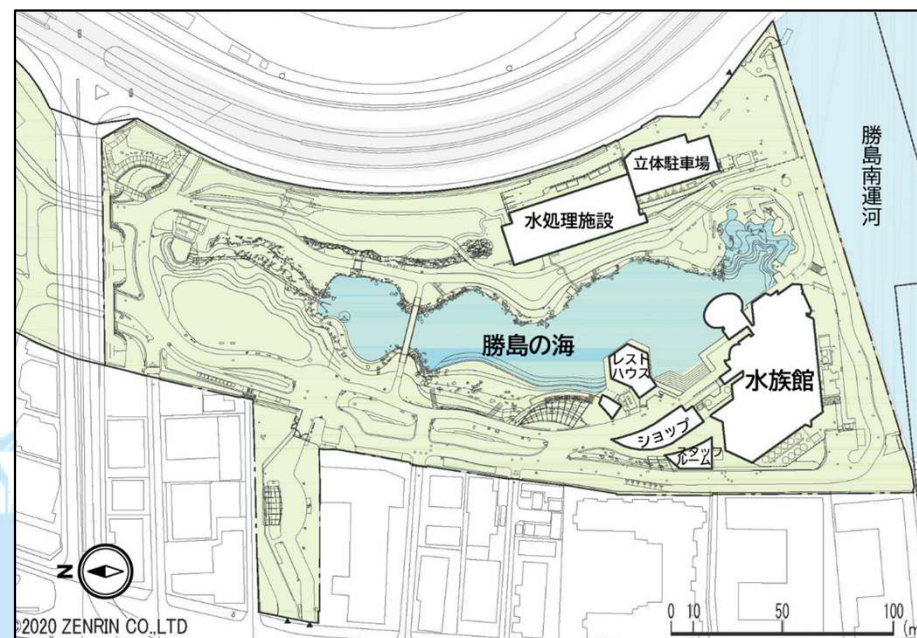 立体駐車場
水処理施設
勝島南運河
勝島の海
レスト
ハウス
水族館
ショップ
スタッフ
ルーム
N
0 10 50 100
(m)
©2020 ZENRIN CO.,LTD